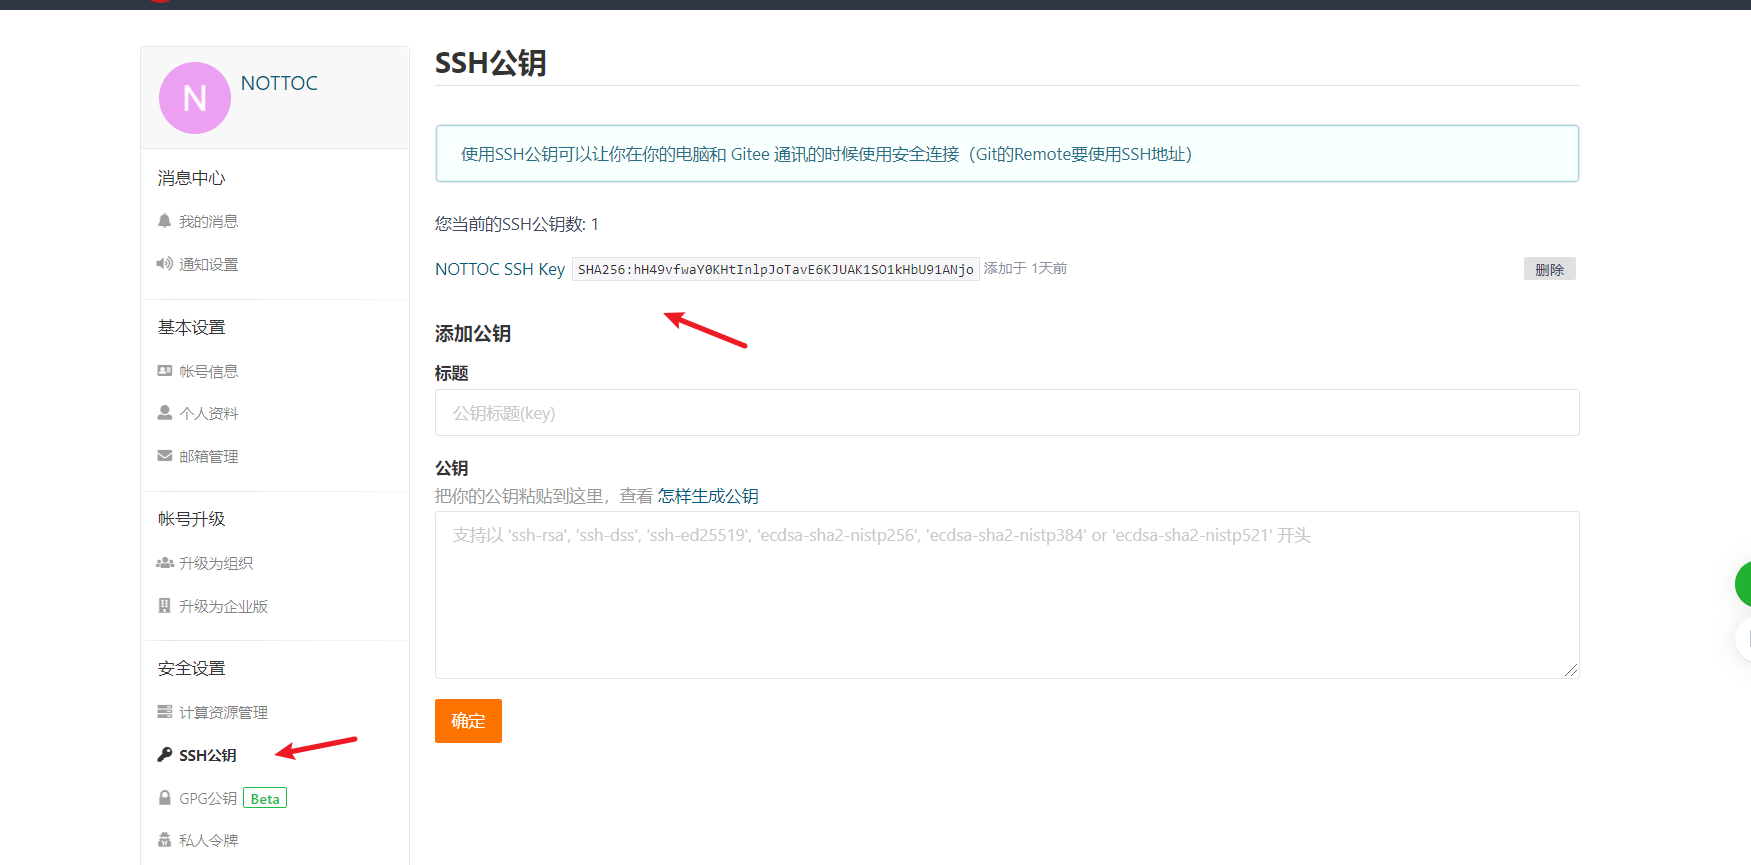 N
NOTTOC
消息中心
我的消息
通知设置
基本设置
帐号信息
个人资料
邮箱管理
帐号升级
升级为组织
升级为企业版
安全设置
计算资源管理
SSH公钥
GPG公钥 Beta
私人令牌
SSH公钥
使用SSH公钥可以让你在你的电脑和 Gitee 通讯的时候使用安全连接（Git的Remote要使用SSH地址）
您当前的SSH公钥数: 1
NOTTOC SSH Key SHA256:hH49vfwaY0KHtInlpJoTavE6KJUAK1SO1kHbU91ANjo 添加于 1天前 删除
添加公钥
标题
公钥标题(key)
公钥
把你的公钥粘贴到这里，查看 怎样生成公钥
支持以 'ssh-rsa', 'ssh-dss', 'ssh-ed25519', 'ecdsa-sha2-nistp256', 'ecdsa-sha2-nistp384' or 'ecdsa-sha2-nistp521' 开头
确定